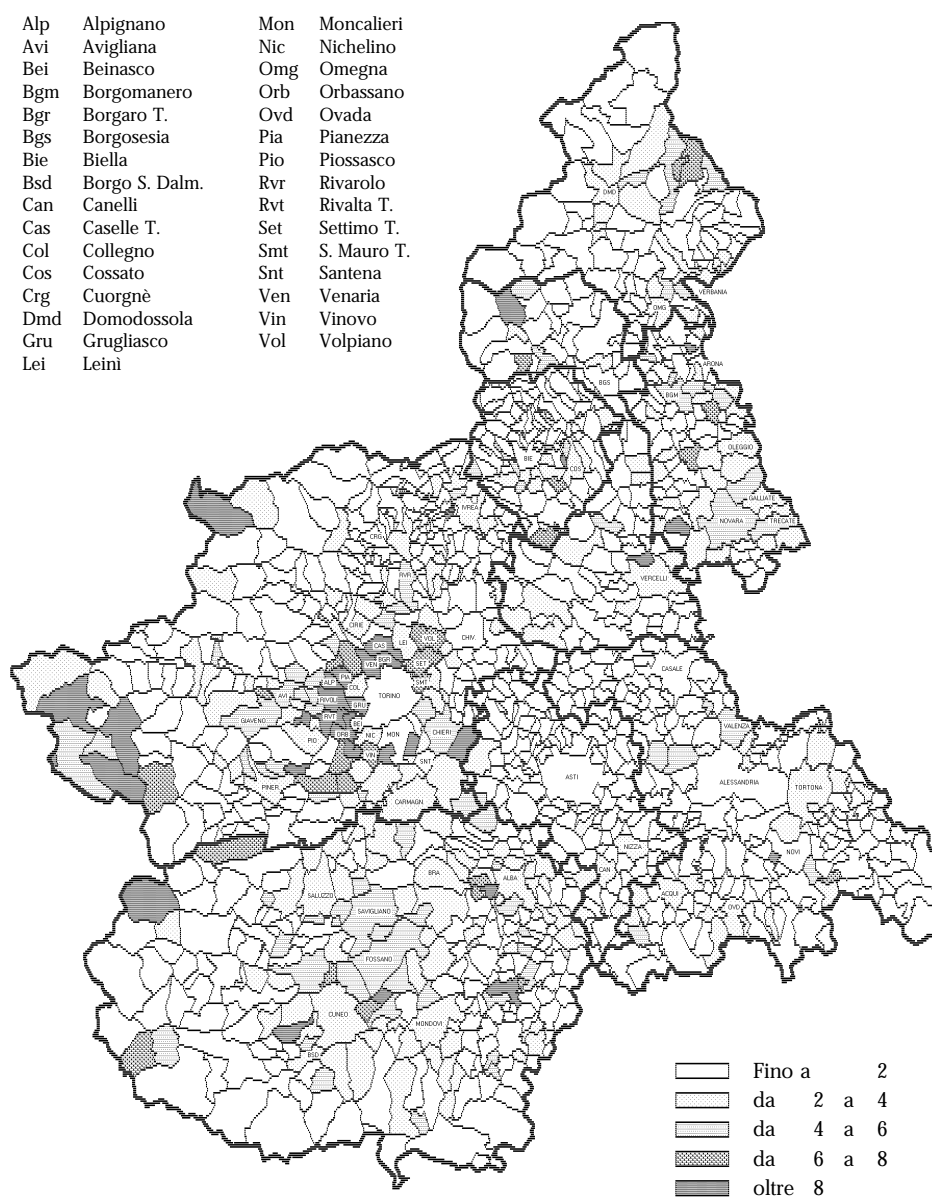 Alp Alpignano
Avi Avigliana
Bei Beinasco
Bgm Borgomanero
Bgr Borgaro T.
Bgs Borgosesia
Bie Biella
Bsd Borgo S. Dalm.
Can Canelli
Cas Caselle T.
Col Collegno
Cos Cossato
Crg Cuorgnè
Dmd Domodossola
Gru Grugliasco
Lei Leinì
Mon Moncalieri
Nic Nichelino
Omg Omegna
Orb Orbassano
Ovd Ovada
Pia Pianezza
Pio Piossasco
Rvr Rivarolo
Rvt Rivalta T.
Set Settimo T.
Smt S. Mauro T.
Snt Santena
Ven Venaria
Vin Vinovo
Vol Volpiano
DMD
VERBANIA
OMG
ARONA
BGS
BGM
OLEGGIO
BIE
COS
GALLIATE
NOVARA
TRECATE
IVREA
CRG
VERCELLI
RVR
CIRIE
LEI
VOL
CHIV.
CAS
BGR
VEN
SET
CASALE
ALP
PIA
COL
SMT
AVI
RIVOLI
GRU
TORINO
GIAVENO
RVT
BEI
VALENZA
PIO
ORB
NIC
MON
CHIERI
VIN
SNT
ASTI
ALESSANDRIA
TORTONA
PINER.
CARMAGN
NIZZA
NOVI
BRA
ALBA
CAN
SALUZZO
ACQUI
OVD
SAVIGLIANO
FOSSANO
CUNEO
MONDOVI
BSD
Fino a 2
da 2 a 4
da 4 a 6
da 6 a 8
oltre 8